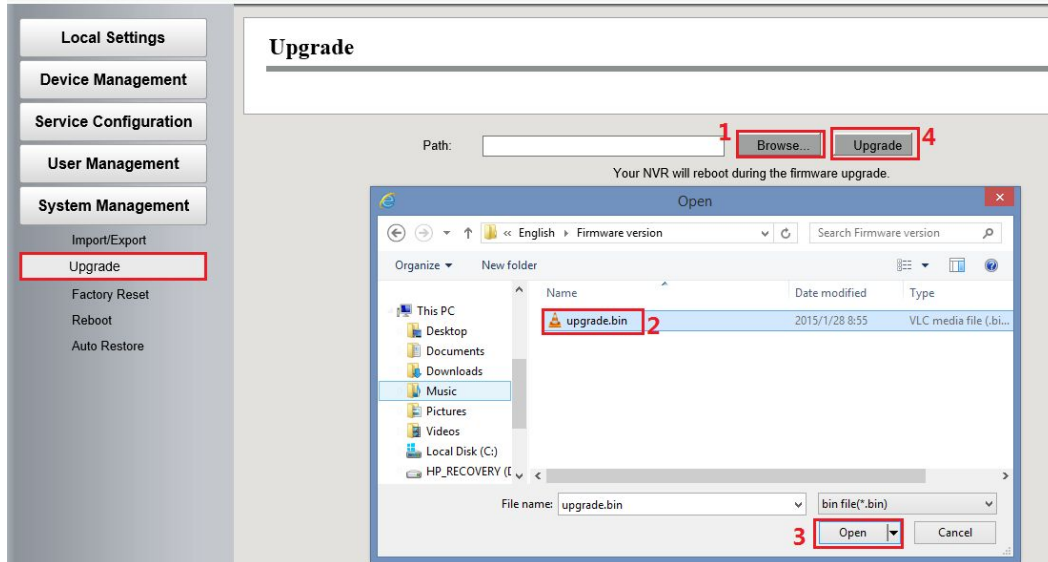 Local Settings
Device Management
Service Configuration
User Management
System Management
Import/Export
Upgrade
Factory Reset
Reboot
Auto Restore
Upgrade
Path:
1
Browse...
Upgrade
4
Your NVR will reboot during the firmware upgrade.
Open
« English Firmware version
Search Firmware version
Organize
New folder
Name
Date modified
Type
This PC
Desktop
Documents
Downloads
Music
Pictures
Videos
Local Disk (C:)
HP_RECOVERY (
upgrade.bin
2
2015/1/28 8:55
VLC media file (.bi...
File name:
upgrade.bin
bin file(*.bin)
3
Open
Cancel